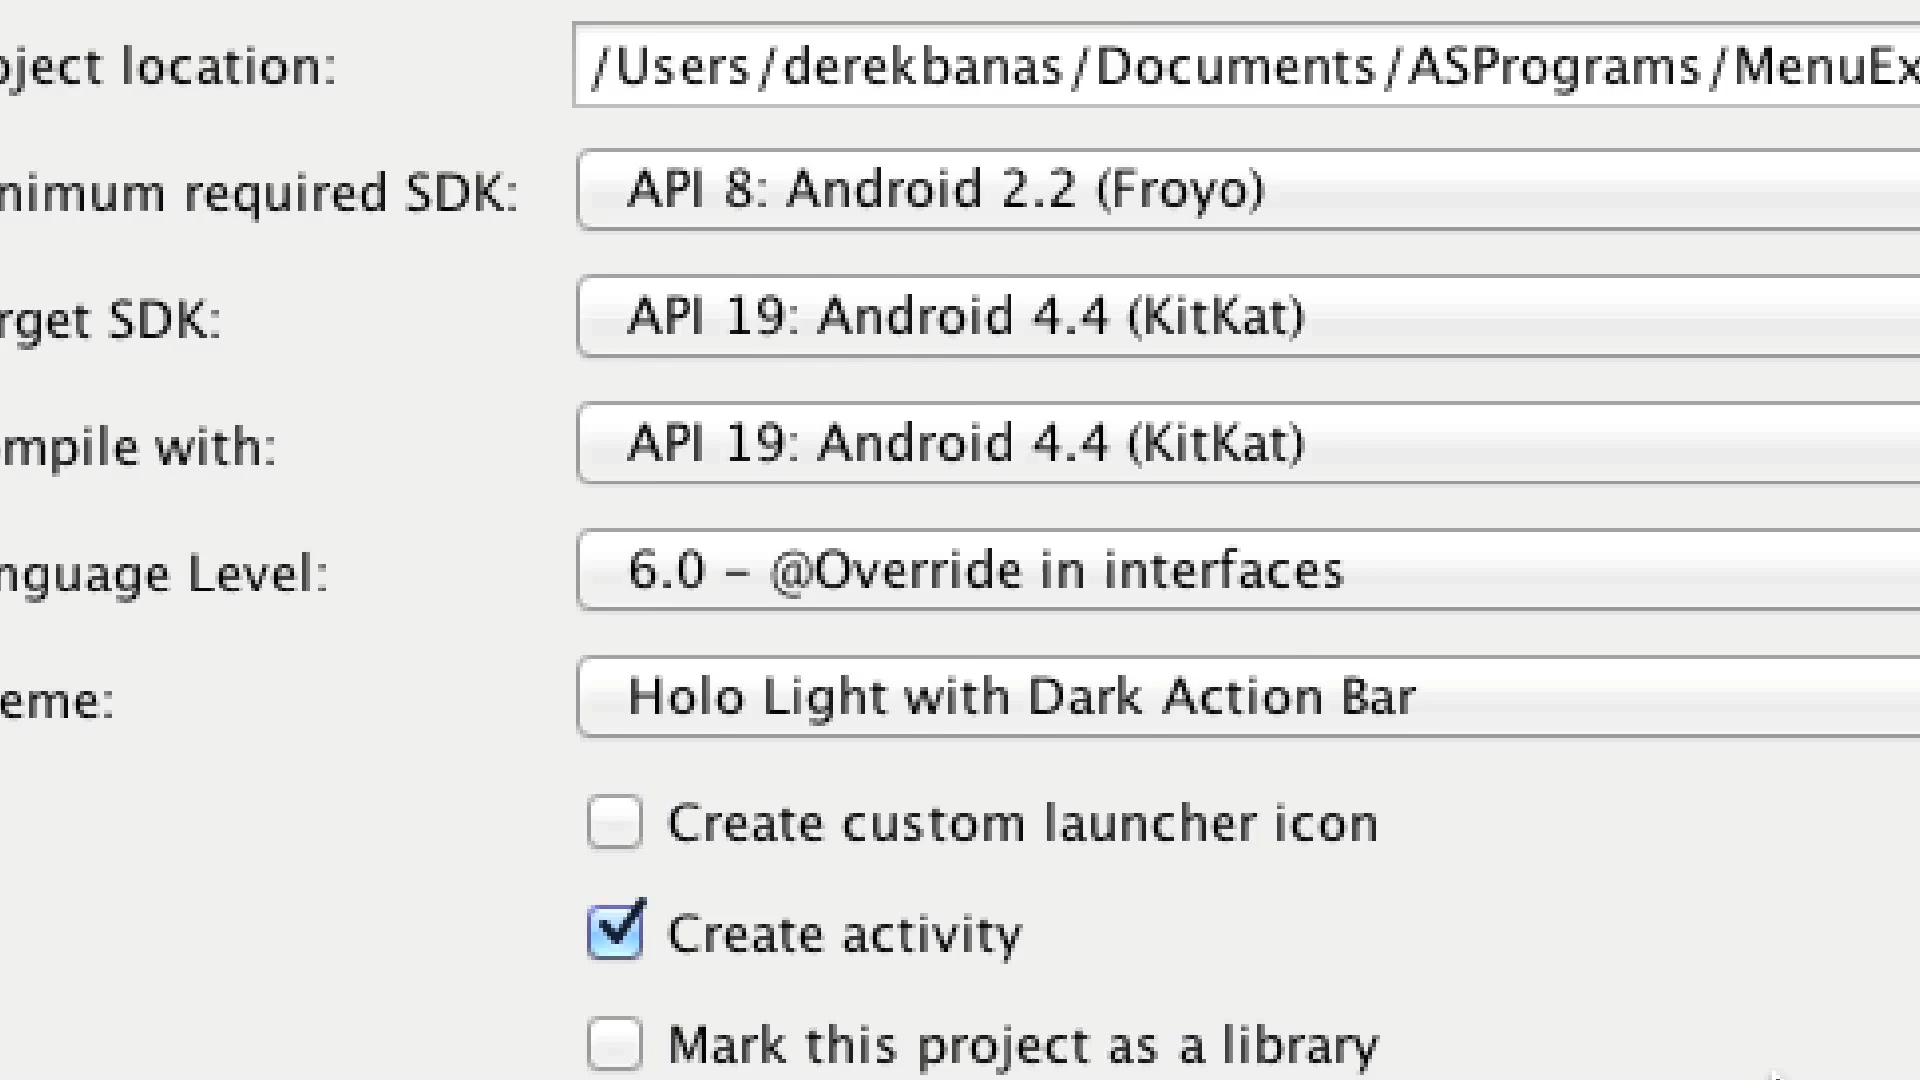 oject location: /Users/derekbanas/Documents/ASPrograms/MenuEx
nimum required SDK: API 8: Android 2.2 (Froyo)
rget SDK: API 19: Android 4.4 (KitKat)
ompile with: API 19: Android 4.4 (KitKat)
nguage Level: 6.0 – @Override in interfaces
eme: Holo Light with Dark Action Bar
Create custom launcher icon
Create activity
Mark this project as a library